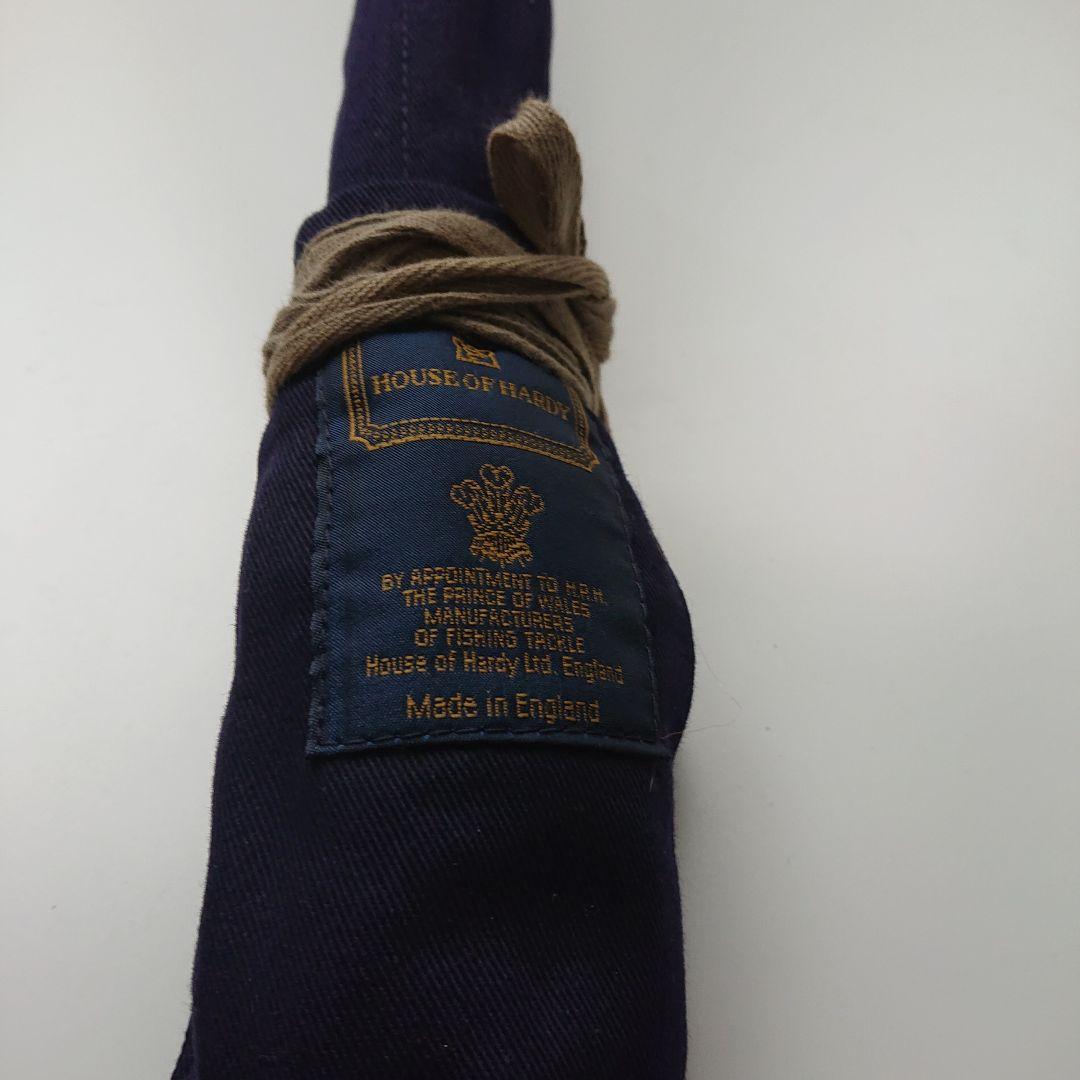 HOUSE OF HARDY
BY APPOINTMENT TO H.R.H.
THE PRINCE OF WALES
MANUFACTURERS
OF FISHING TACKLE
House of Hardy Ltd. England
Made in England